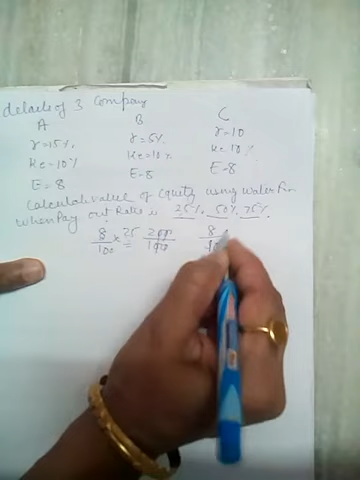 details of 3 Company
A B C
r=15% r=5% r=10
Ke=10% Ke=10% Ke=10%
E=8 E=8 E=8
Calculate value of Equity using Walter
when Pay out Ratio is 25%, 50% 75%
8/100 × 25 200/100 8